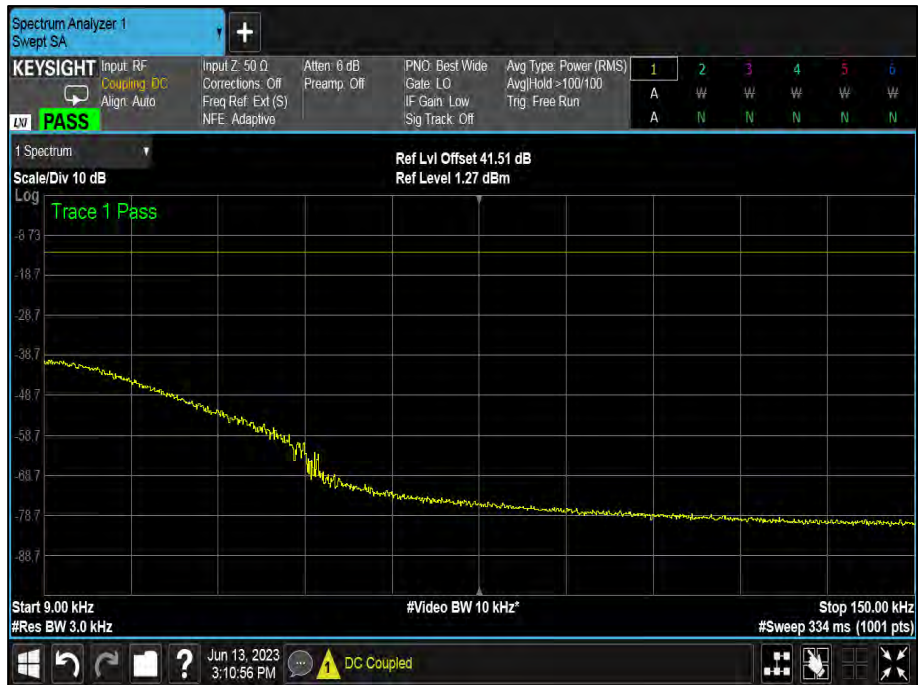 Spectrum Analyzer 1
Swept SA
+
KEYSIGHT
LXI PASS
Input: RF
Coupling: DC
Align: Auto
Input Z: 50 Ω
Corrections: Off
Freq Ref: Ext (S)
NFE: Adaptive
Atten: 6 dB
Preamp: Off
PNO: Best Wide
Gate: LO
IF Gain: Low
Sig Track: Off
Avg Type: Power (RMS)
Avg|Hold >100/100
Trig: Free Run
1 2 3 4 5 6
A W W W W W
A N N N N N
1 Spectrum
Scale/Div 10 dB
Ref Lvl Offset 41.51 dB
Ref Level 1.27 dBm
Log
Trace 1 Pass
-8.73
-18.7
-28.7
-38.7
-48.7
-58.7
-68.7
-78.7
-88.7
Start 9.00 kHz
#Res BW 3.0 kHz
#Video BW 10 kHz*
Stop 150.00 kHz
#Sweep 334 ms (1001 pts)
?
Jun 13, 2023
3:10:56 PM
1
DC Coupled